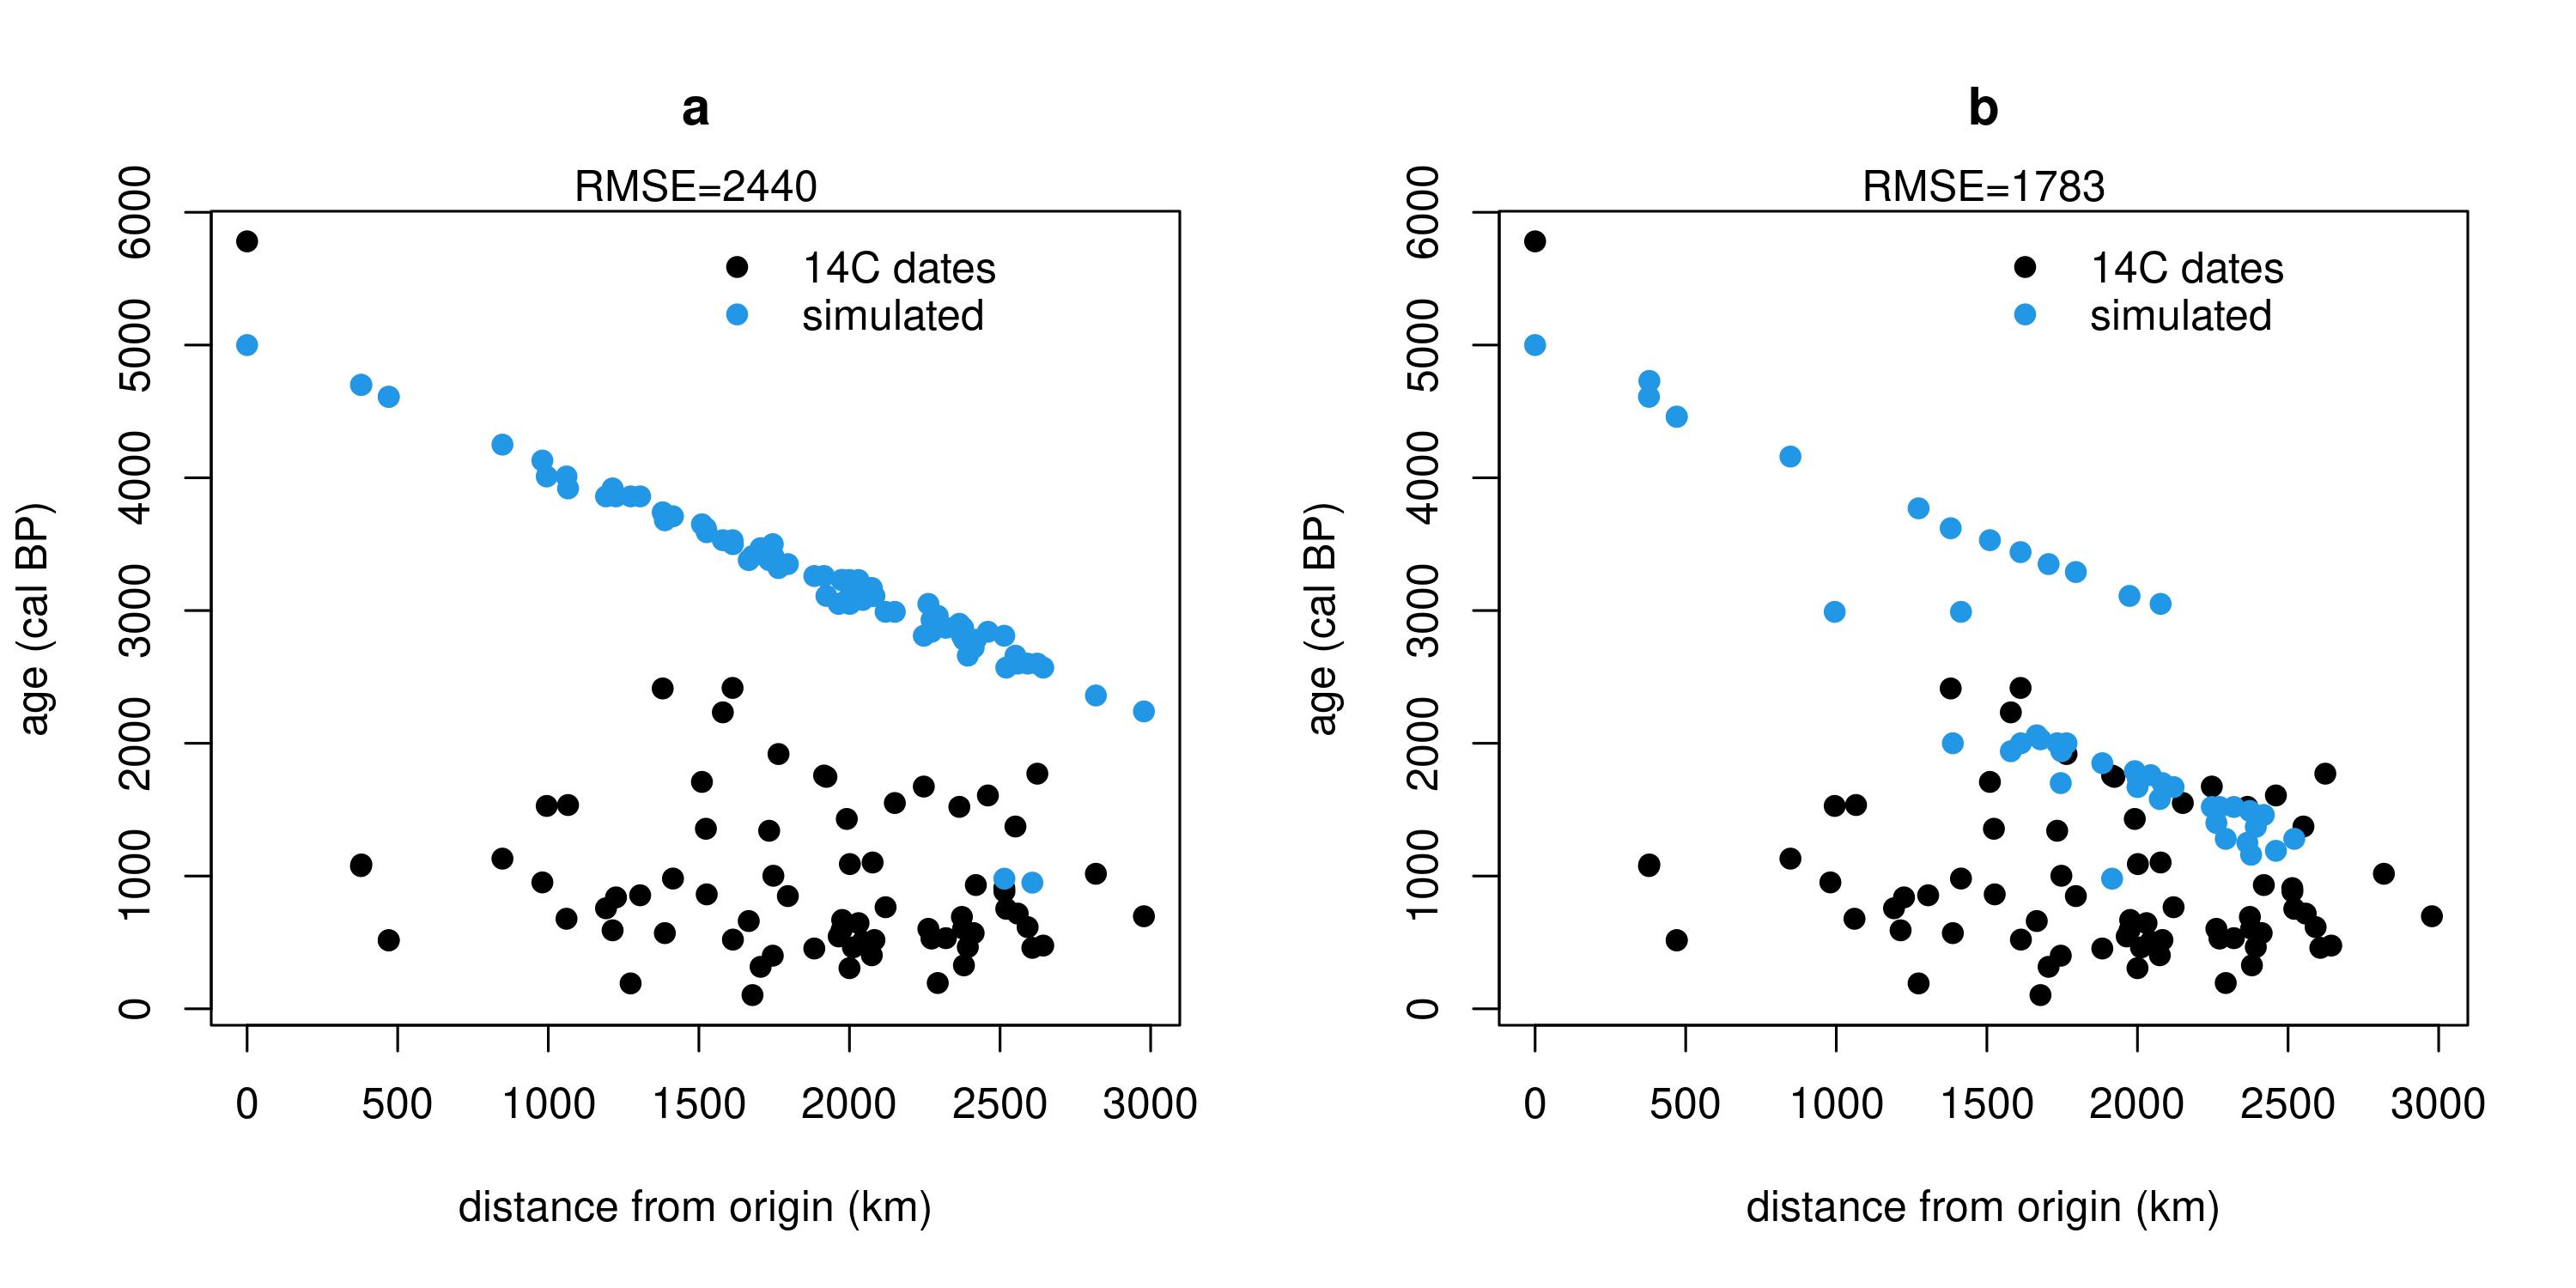 a
RMSE=2440
14C dates
simulated
age (cal BP)
6000
5000
4000
3000
2000
1000
0
0 500 1000 1500 2000 2500 3000
distance from origin (km)
b
RMSE=1783
14C dates
simulated
age (cal BP)
6000
5000
4000
3000
2000
1000
0
0 500 1000 1500 2000 2500 3000
distance from origin (km)